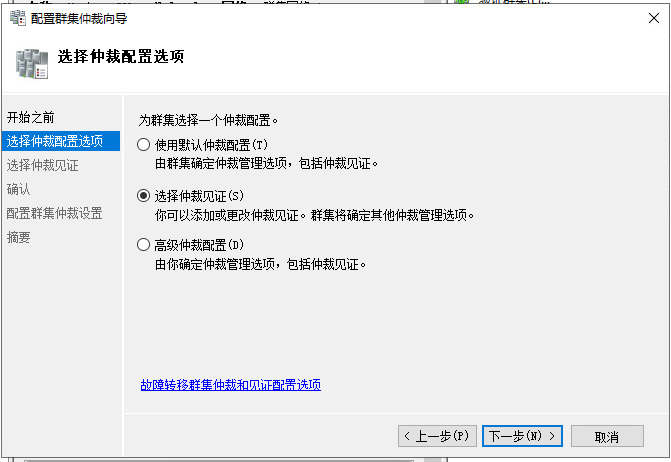 配置群集仲裁向导
选择仲裁配置选项
开始之前
选择仲裁配置选项
选择仲裁见证
确认
配置群集仲裁设置
摘要
为群集选择一个仲裁配置。
使用默认仲裁配置(T)
由群集确定仲裁管理选项，包括仲裁见证。
选择仲裁见证(S)
你可以添加或更改仲裁见证。群集将确定其他仲裁管理选项。
高级仲裁配置(D)
由你确定仲裁管理选项，包括仲裁见证。
故障转移群集仲裁和见证配置选项
< 上一步(P)
下一步(N) >
取消